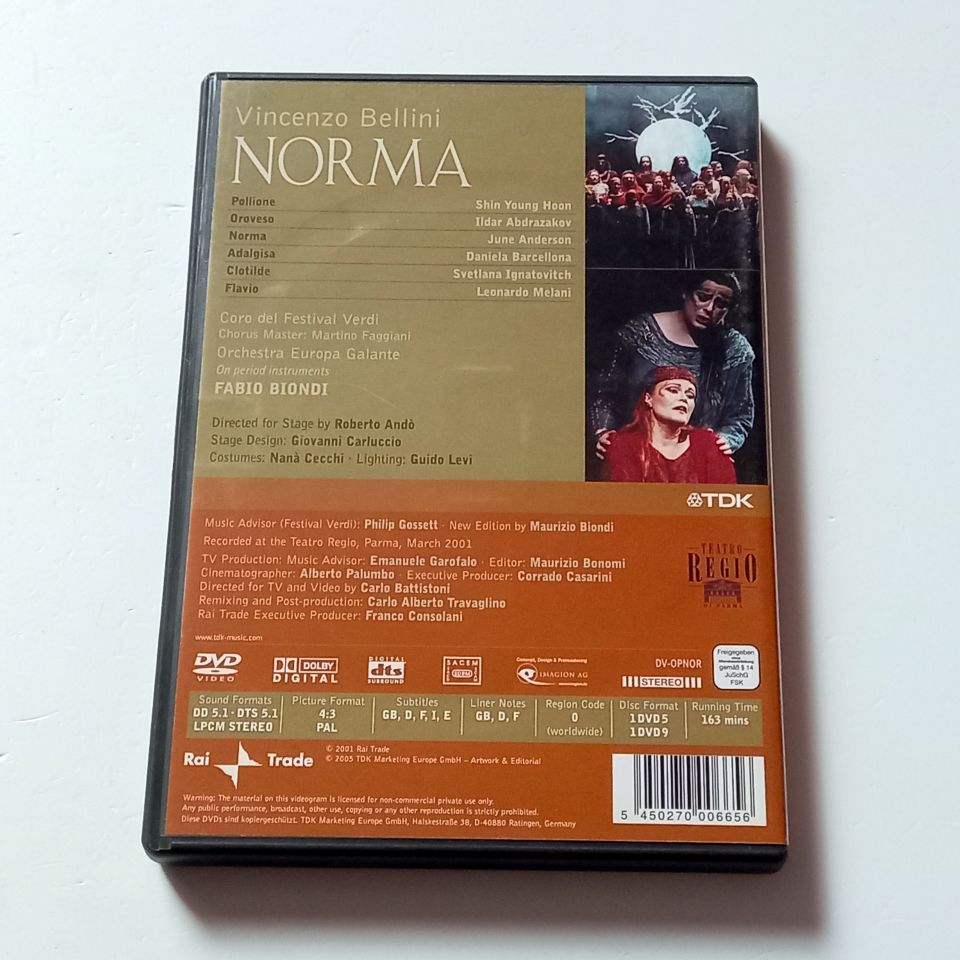 Vincenzo Bellini
NORMA
Pollione Shin Young Hoon
Oroveso Ildar Abdrazakov
Norma June Anderson
Adalgisa Daniela Barcellona
Clotilde Svetlana Ignatovitch
Flavio Leonardo Melani
Coro del Festival Verdi
Chorus Master: Martino Faggiani
Orchestra Europa Galante
On period instruments
FABIO BIONDI
Directed for Stage by Roberto Andò
Stage Design: Giovanni Carluccio
Costumes: Nanà Cecchi · Lighting: Guido Levi
TDK
Music Advisor (Festival Verdi): Philip Gossett · New Edition by Maurizio Biondi
Recorded at the Teatro Regio, Parma, March 2001
TV Production: Music Advisor: Emanuele Garofalo · Editor: Maurizio Bonomi
Cinematographer: Alberto Palumbo · Executive Producer: Corrado Casarini
Directed for TV and Video by Carlo Battistoni
Remixing and Post-production: Carlo Alberto Travaglino
Rai Trade Executive Producer: Franco Consolani
TEATRO
REGIO
DI PARMA
www.tdk-music.com
DVD
VIDEO
DOLBY
DIGITAL
DIGITAL
dts
SURROUND
SACEM
Concept, Design & Premastering
IMAGION AG
DV-OPNOR
STEREO
Freigegeben
ohne
Altersbeschränkung
gemäß § 14
JuSchG
FSK
Sound Formats
DD 5.1 · DTS 5.1
LPCM STEREO
Picture Format
4:3
PAL
Subtitles
GB, D, F, I, E
Liner Notes
GB, D, F
Region Code
0
(worldwide)
Disc Format
1 DVD 5
1 DVD 9
Running Time
163 mins
Rai Trade
© 2001 Rai Trade
© 2005 TDK Marketing Europe GmbH – Artwork & Editorial
Warning: The material on this videogram is licensed for non-commercial private use only.
Any public performance, broadcast, other use, copying or any other reproduction is strictly prohibited.
Diese DVDs sind kopiergeschützt. TDK Marketing Europe GmbH, Halskestraße 38, D-40880 Ratingen, Germany
5 450270 006656